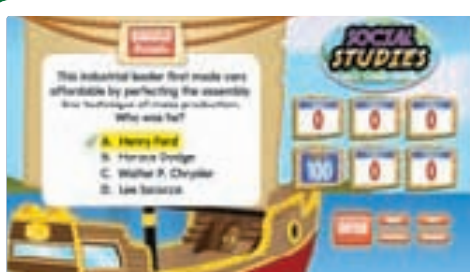 SOCIAL
STUDIES
This industrial leader first made cars
affordable by perfecting the assembly
line technique of mass production.
Who was he?
A. Henry Ford
B. Horace Dodge
C. Walter P. Chrysler
D. Lee Iacocca
0 0 0
100 0 0